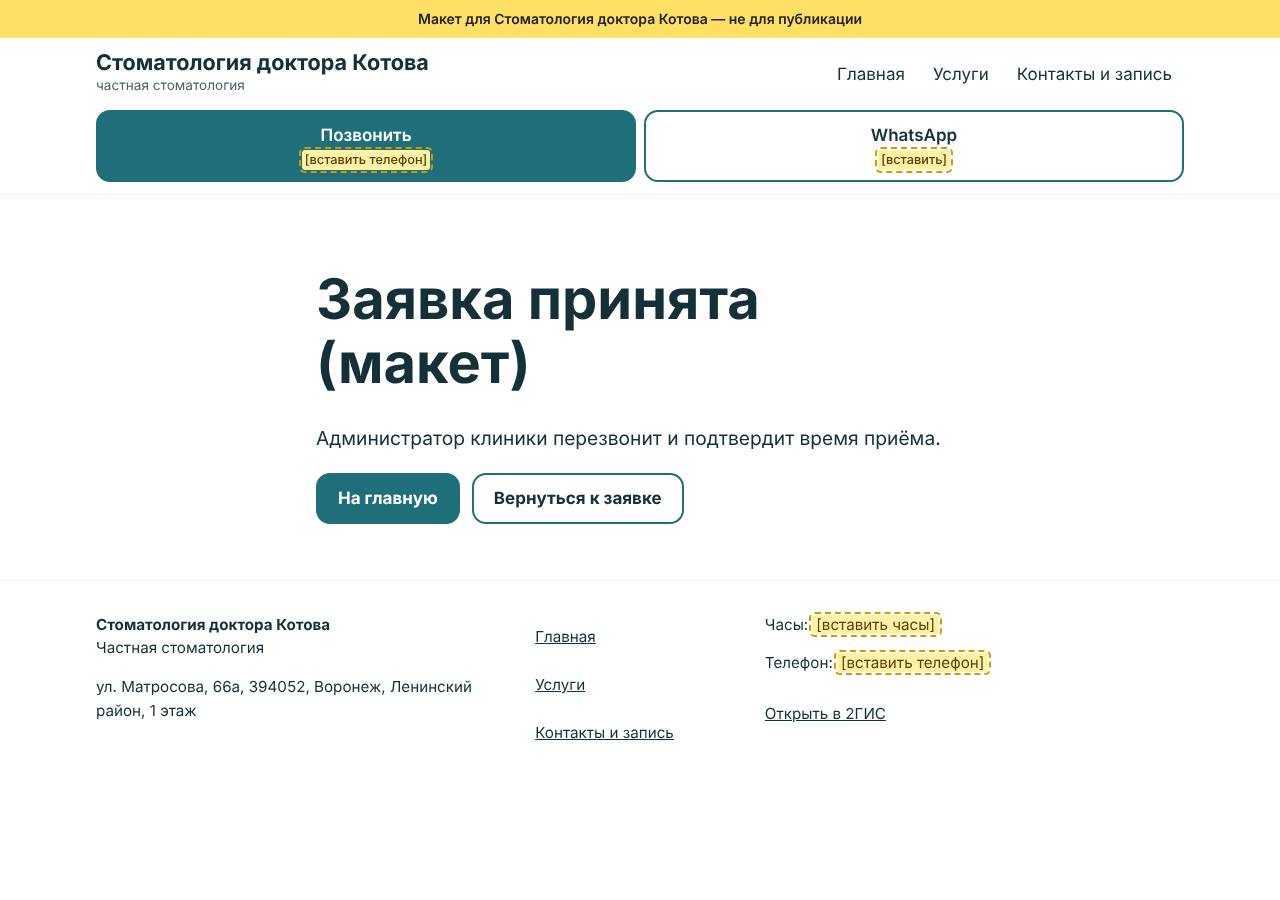 Макет для Стоматология доктора Котова — не для публикации
Стоматология доктора Котова
частная стоматология
Главная
Услуги
Контакты и запись
Позвонить
[вставить телефон]
WhatsApp
[вставить]
Заявка принята
(макет)
Администратор клиники перезвонит и подтвердит время приёма.
На главную
Вернуться к заявке
Стоматология доктора Котова
Частная стоматология
ул. Матросова, 66а, 394052, Воронеж, Ленинский
район, 1 этаж
Главная
Услуги
Контакты и запись
Часы: [вставить часы]
Телефон: [вставить телефон]
Открыть в 2ГИС